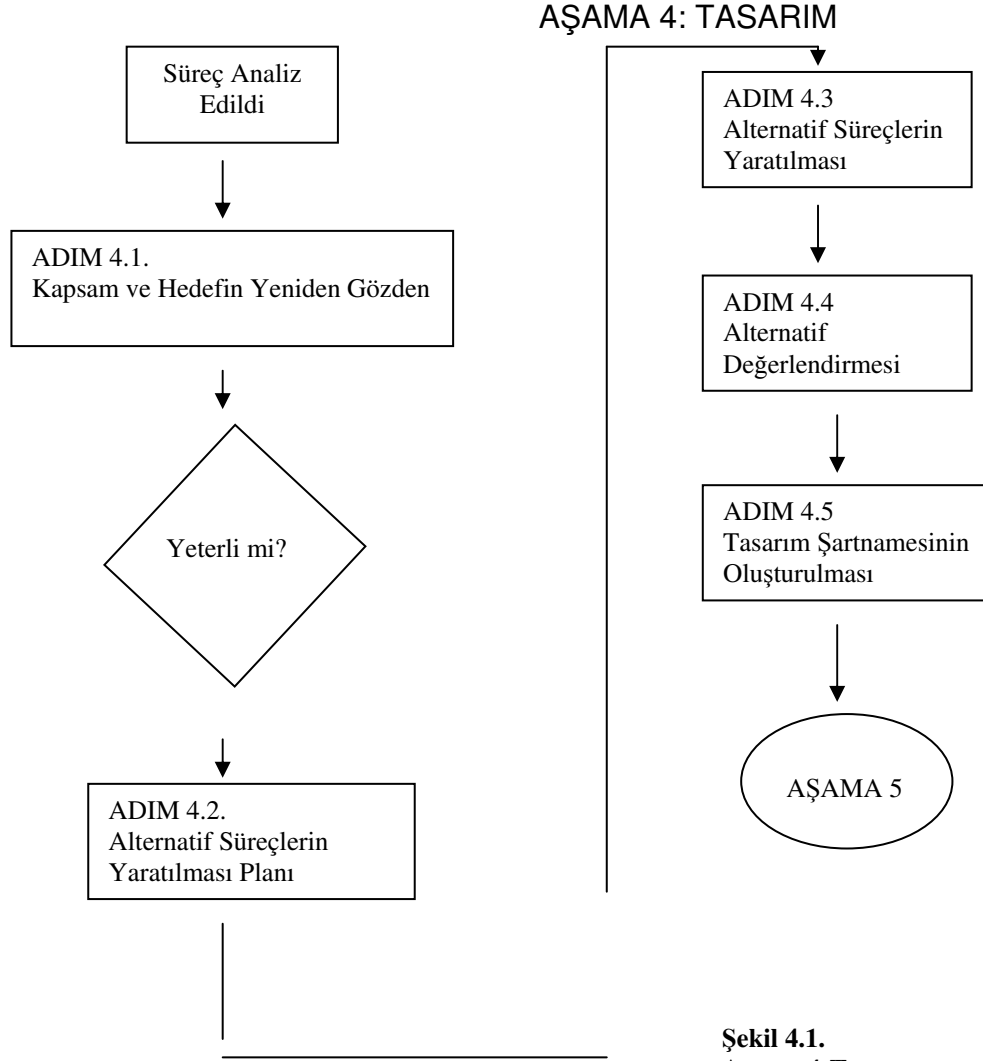 AŞAMA 4: TASARIM
Süreç Analiz
Edildi
ADIM 4.1.
Kapsam ve Hedefin Yeniden Gözden
Yeterli mi?
ADIM 4.2.
Alternatif Süreçlerin
Yaratılması Planı
ADIM 4.3
Alternatif Süreçlerin
Yaratılması
ADIM 4.4
Alternatif
Değerlendirmesi
ADIM 4.5
Tasarım Şartnamesinin
Oluşturulması
AŞAMA 5
Şekil 4.1.